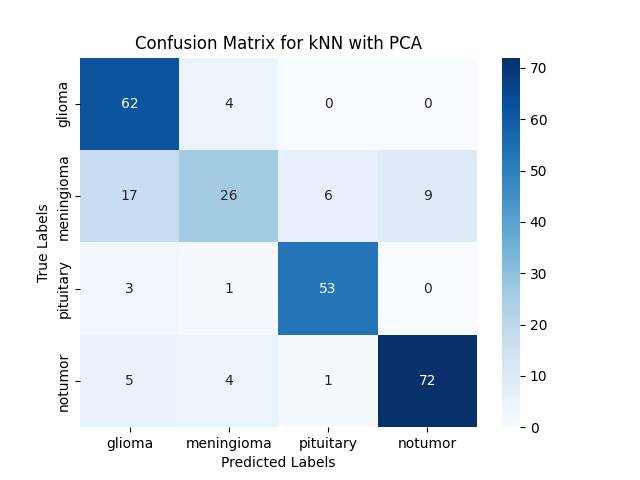 Confusion Matrix for kNN with PCA
True Labels
glioma 62 4 0 0
meningioma 17 26 6 9
pituitary 3 1 53 0
notumor 5 4 1 72
glioma meningioma pituitary notumor
Predicted Labels
70
60
50
40
30
20
10
0